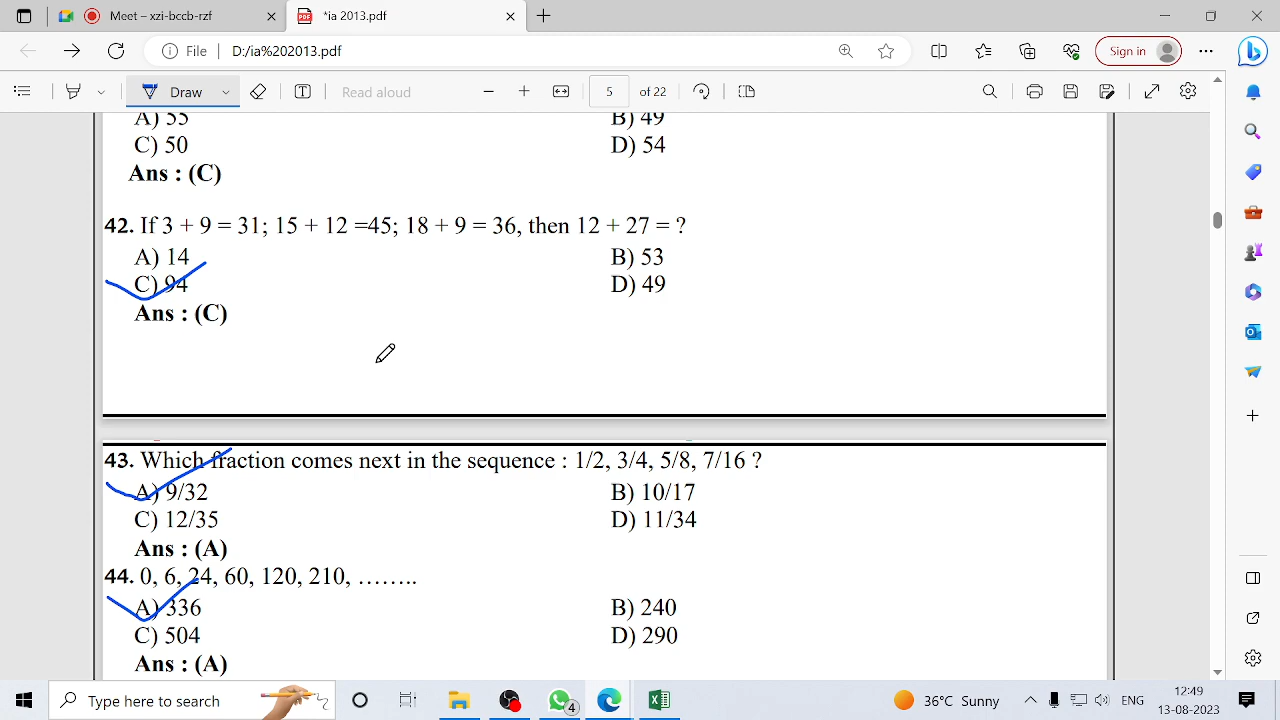 Meet – xzi-bccb-rzf
*ia 2013.pdf
File D:/ia%202013.pdf
Sign in
Draw
Read aloud
5 of 22
A) 55 B) 49
C) 50 D) 54
Ans : (C)
42. If 3 + 9 = 31; 15 + 12 =45; 18 + 9 = 36, then 12 + 27 = ?
A) 14 B) 53
C) 94 D) 49
Ans : (C)
43. Which fraction comes next in the sequence : 1/2, 3/4, 5/8, 7/16 ?
A) 9/32 B) 10/17
C) 12/35 D) 11/34
Ans : (A)
44. 0, 6, 24, 60, 120, 210, ……..
A) 336 B) 240
C) 504 D) 290
Ans : (A)
Type here to search
4
36°C Sunny
ENG
12:49
13-08-2023